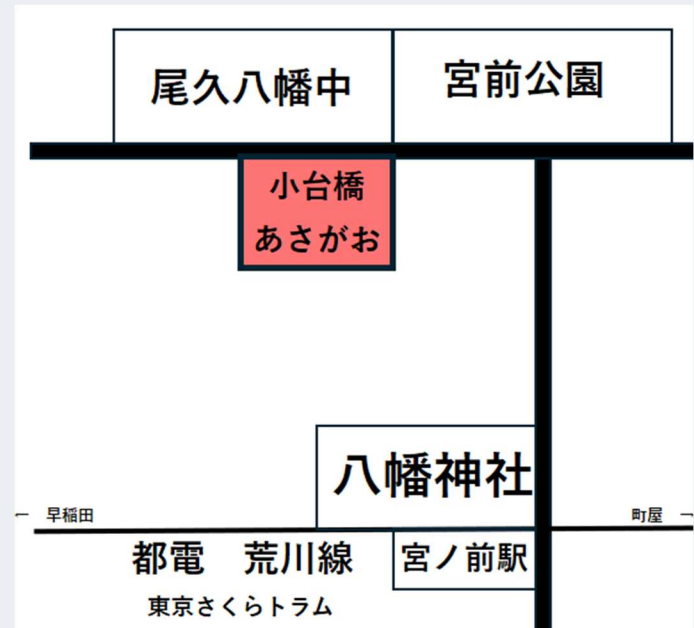 尾久八幡中
宮前公園
小台橋
あさがお
八幡神社
← 早稲田
町屋 →
都電 荒川線
宮ノ前駅
東京さくらトラム